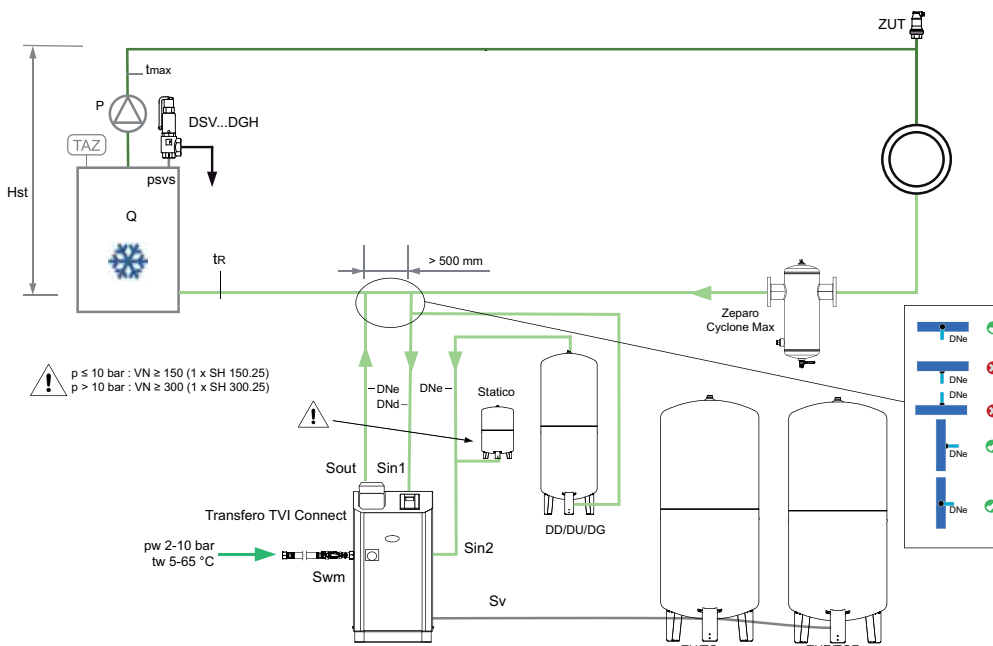 ZUT
tmax
P
DSV...DGH
TAZ
psvs
Hst
Q
tR
> 500 mm
Zeparo
Cyclone Max
DNe
DNe
DNe
DNe
DNe
p ≤ 10 bar : VN ≥ 150 (1 x SH 150.25)
p > 10 bar : VN ≥ 300 (1 x SH 300.25)
DNe
DNd
DNe
Statico
Sout
Sin1
DD/DU/DG
Transfero TVI Connect
pw 2-10 bar
tw 5-65 °C
Swm
Sin2
Sv